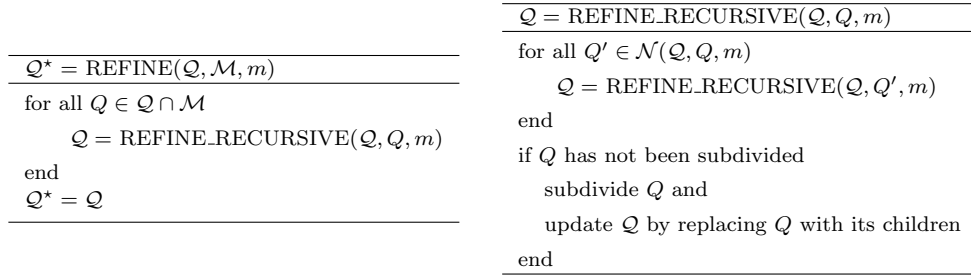 𝒬⋆ = REFINE(𝒬, ℳ, m)
for all Q ∈ 𝒬 ∩ ℳ
𝒬 = REFINE_RECURSIVE(𝒬, Q, m)
end
𝒬⋆ = 𝒬
𝒬 = REFINE_RECURSIVE(𝒬, Q, m)
for all Q′ ∈ 𝒩(𝒬, Q, m)
𝒬 = REFINE_RECURSIVE(𝒬, Q′, m)
end
if Q has not been subdivided
subdivide Q and
update 𝒬 by replacing Q with its children
end